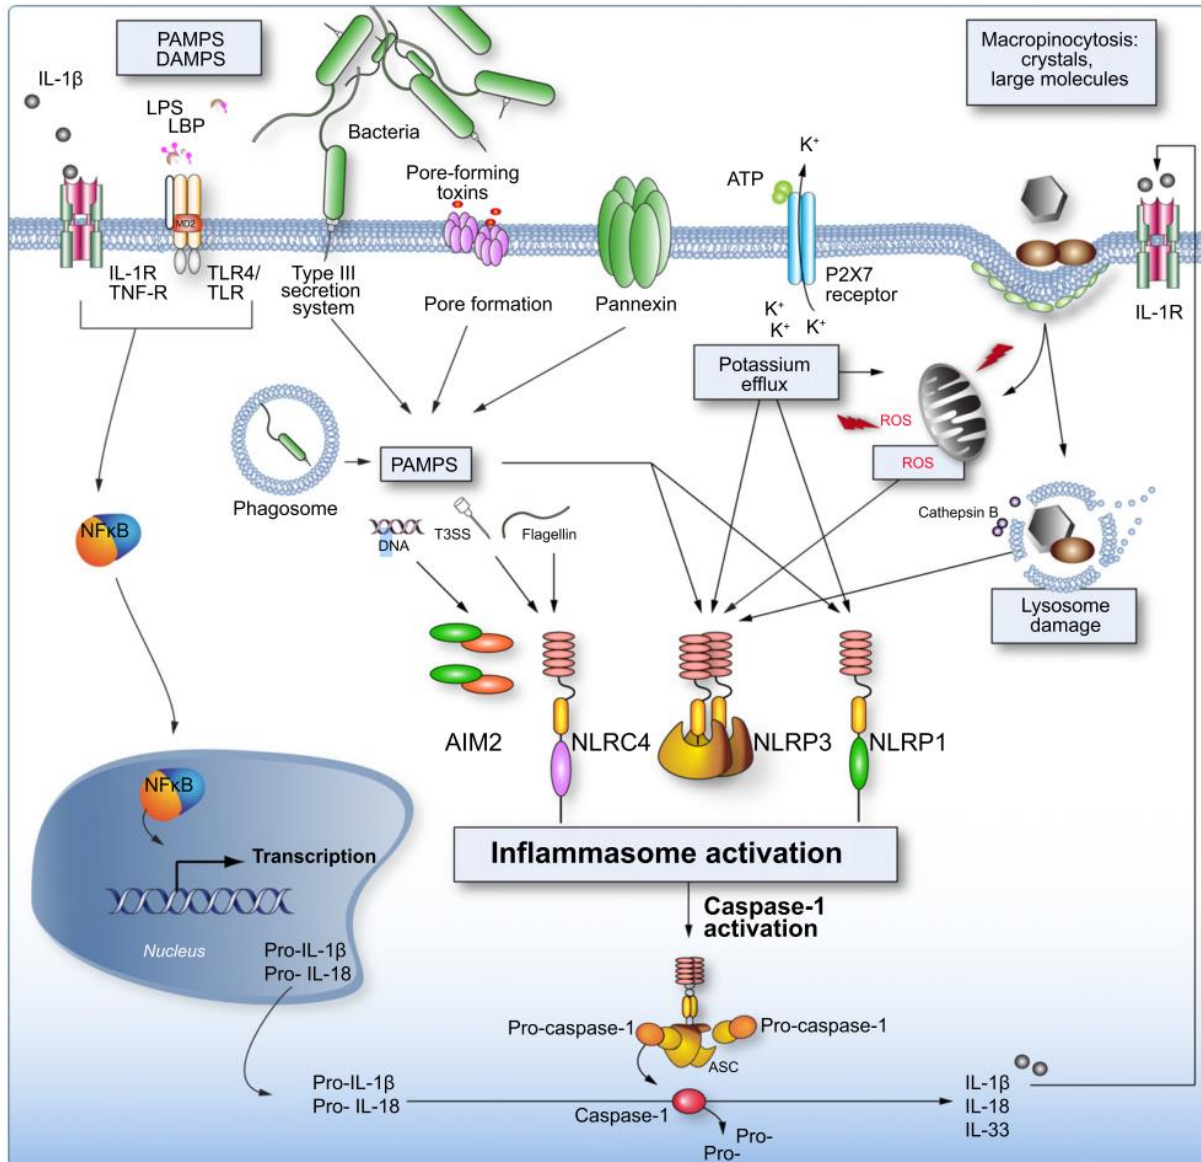 PAMPS
DAMPS
IL-1β
LPS
LBP
Bacteria
Pore-forming
toxins
ATP
K+
Macropinocytosis:
crystals,
large molecules
MD2
IL-1R
TNF-R
TLR4/
TLR
Type III
secretion
system
Pore formation
Pannexin
P2X7
receptor
K+
K+
K+
IL-1R
Potassium
efflux
ROS
ROS
Phagosome
PAMPS
Cathepsin B
NFκB
DNA
T3SS
Flagellin
Lysosome
damage
AIM2
NLRC4
NLRP3
NLRP1
NFκB
Transcription
Nucleus
Pro-IL-1β
Pro- IL-18
Inflammasome activation
Caspase-1
activation
Pro-caspase-1
Pro-caspase-1
ASC
Pro-IL-1β
Pro- IL-18
Caspase-1
Pro-
Pro-
IL-1β
IL-18
IL-33